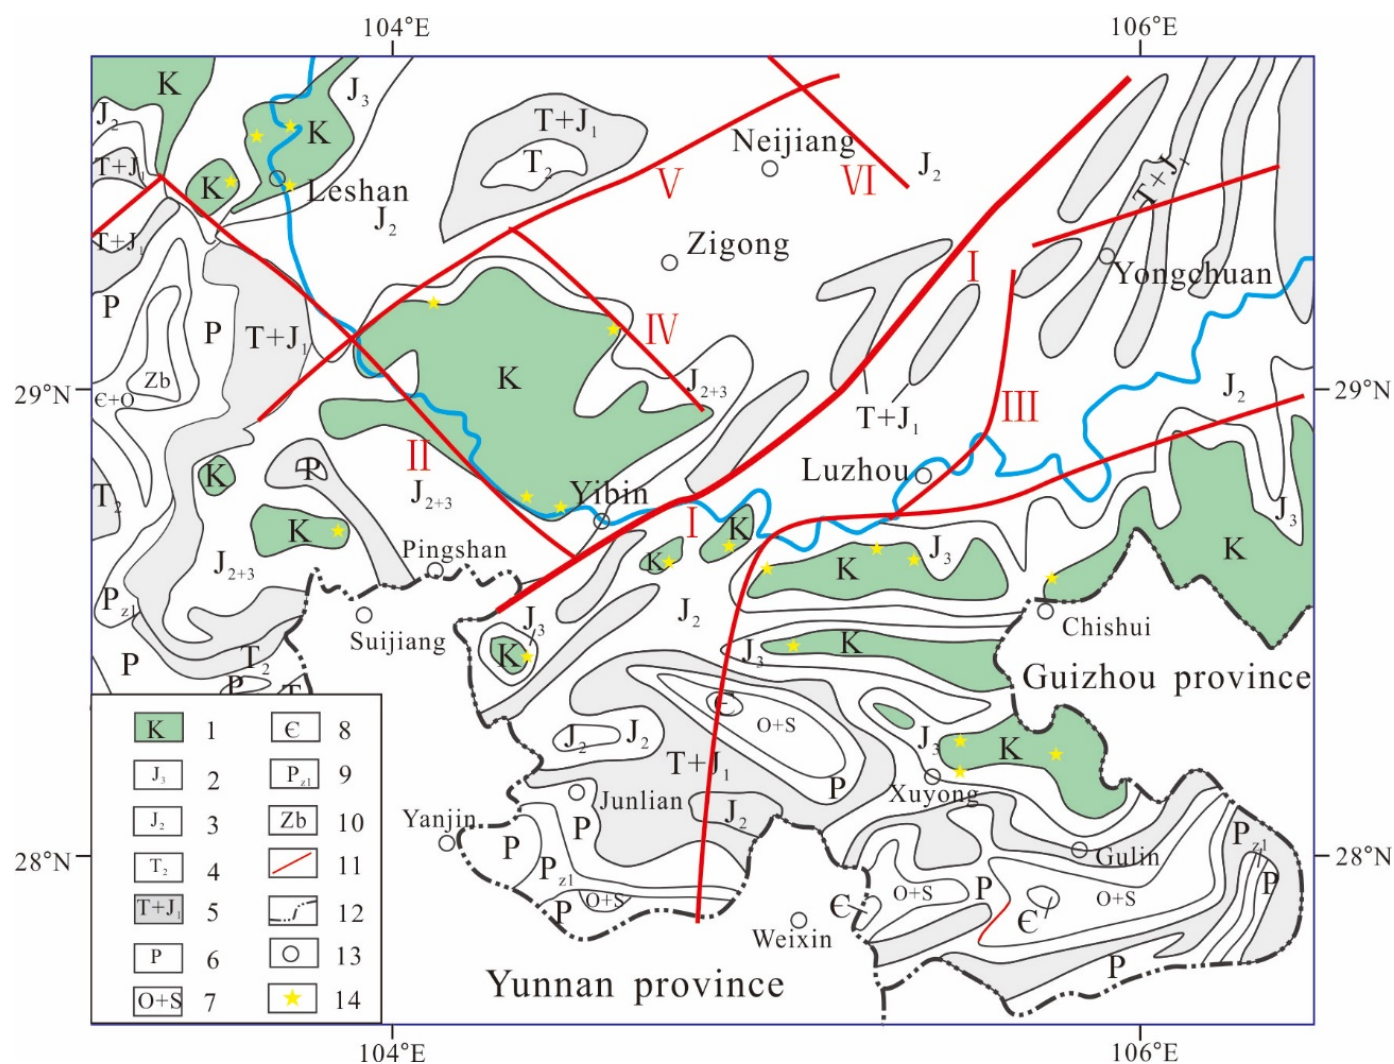 104°E
106°E
K
J3
J2
K
T+J1
Neijiang
T+J1
T2
K
V
VI
J2
T+J1
Leshan
J2
T+J1
Zigong
I
Yongchuan
P
P
T+J1
IV
Zb
K
J2+3
J2
29°N
29°N
Є+O
T+J1
III
II
K
P
Luzhou
T2
J2+3
Yibin
J3
K
I
K
Pingshan
K
J3
K
K
J2+3
Pz1
J3
J2
Suijiang
Chishui
K
J3
K
P
T2
P
T
Guizhou province
Є
O+S
J2
J2
J3
K
T+J1
P
Xuyong
Junlian
J2
Yanjin
P
P
Pz1
Gulin
28°N
28°N
Pz1
O+S
P
Є
O+S
P
Є
O+S
P
Weixin
P
Yunnan province
K 1
J3 2
J2 3
T2 4
T+J1 5
P 6
O+S 7
Є 8
Pz1 9
Zb 10
11
12
13
14
104°E
106°E